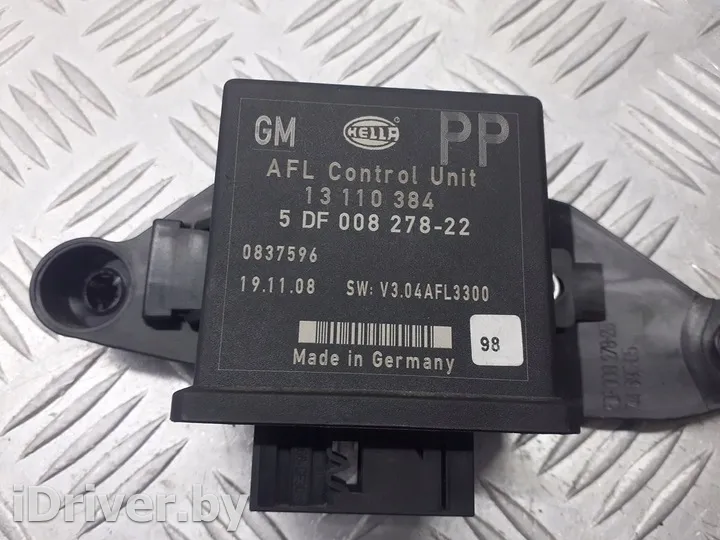 GM HELLA PP
AFL Control Unit
13 110 384
5 DF 008 278-22
0837596
19.11.08 SW: V3.04AFL3300
98
Made in Germany
iDriver.by